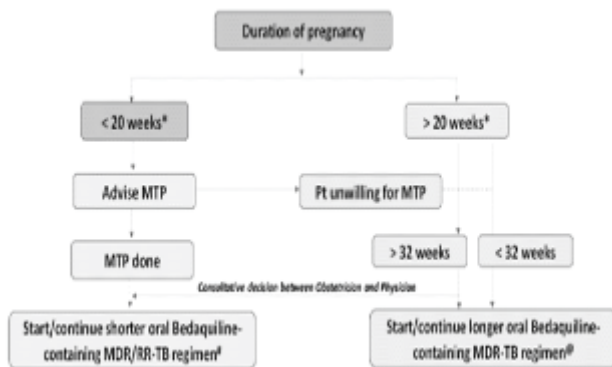 Duration of pregnancy
< 20 weeks*
> 20 weeks*
Advise MTP
Pt unwilling for MTP
MTP done
> 32 weeks
< 32 weeks
Consultative decision between Obstetrician and Physician
Start/continue shorter oral Bedaquiline-
containing MDR/RR-TB regimen#
Start/continue longer oral Bedaquiline-
containing MDR-TB regimen@